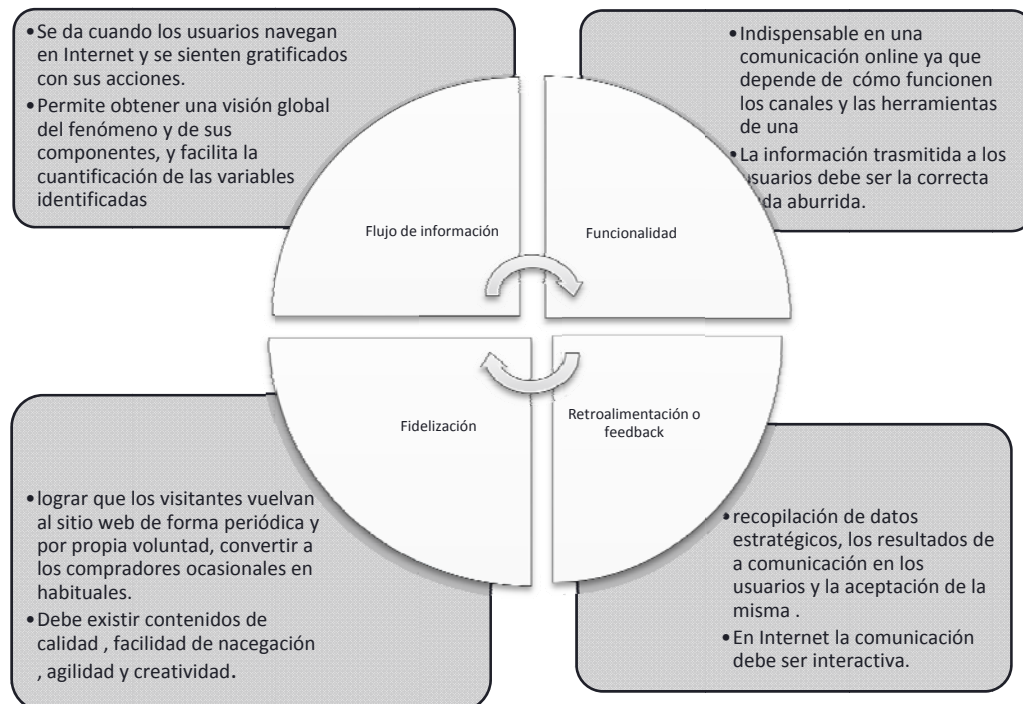 •Se da cuando los usuarios navegan
en Internet y se sienten gratificados
con sus acciones.
•Permite obtener una visión global
del fenómeno y de sus
componentes, y facilita la
cuantificación de las variables
identificadas
•Indispensable en una
comunicación online ya que
depende de cómo funcionen
los canales y las herramientas
de una
•La información trasmitida a los
usuarios debe ser la correcta
aburrida.
Flujo de información
Funcionalidad
Fidelización
Retroalimentación o
feedback
•lograr que los visitantes vuelvan
al sitio web de forma periódica y
por propia voluntad, convertir a
los compradores ocasionales en
habituales.
•Debe existir contenidos de
calidad , facilidad de nacegación
, agilidad y creatividad.
•recopilación de datos
estratégicos, los resultados de
a comunicación en los
usuarios y la aceptación de la
misma .
•En Internet la comunicación
debe ser interactiva.